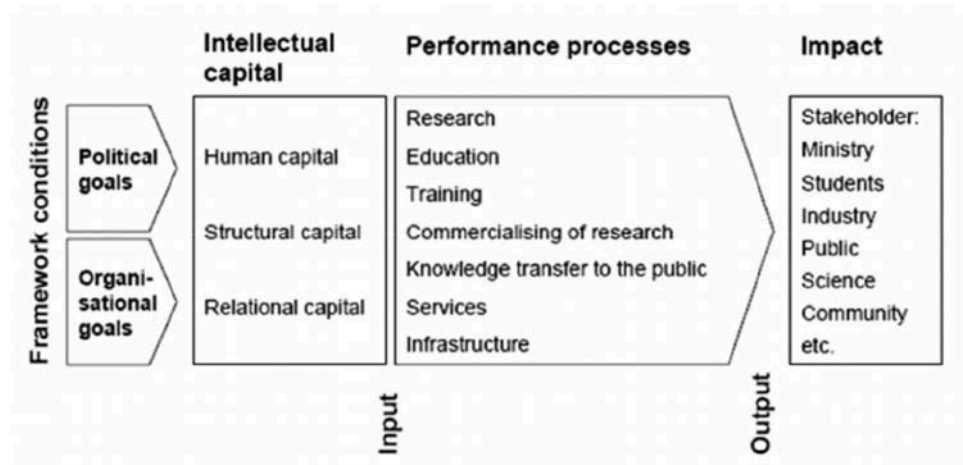 Intellectual
capital
Performance processes
Impact
Framework conditions
Political
goals
Organi-
sational
goals
Human capital
Structural capital
Relational capital
Research
Education
Training
Commercialising of research
Knowledge transfer to the public
Services
Infrastructure
Stakeholder:
Ministry
Students
Industry
Public
Science
Community
etc.
Input
Output